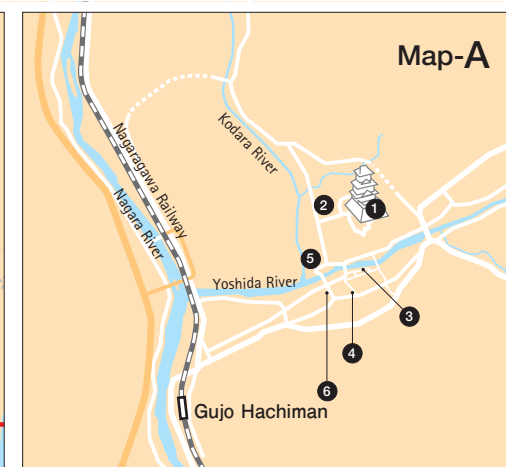 Map-A
Kodara River
Nagaragawa Railway
Nagara River
2
1
5
Yoshida River
3
4
6
Gujo Hachiman